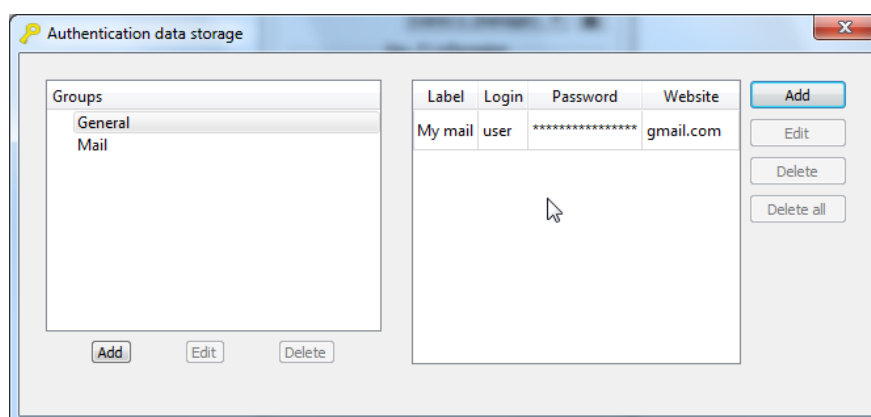 Authentication data storage
Groups
General
Mail
Add Edit Delete
Label Login Password Website
My mail user **************** gmail.com
Add
Edit
Delete
Delete all